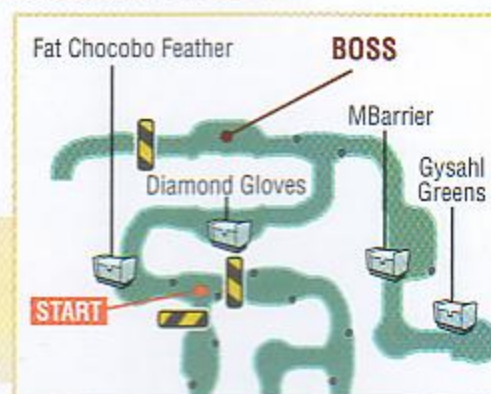 Fat Chocobo Feather
BOSS
MBarrier
Gysahl
Greens
Diamond Gloves
START